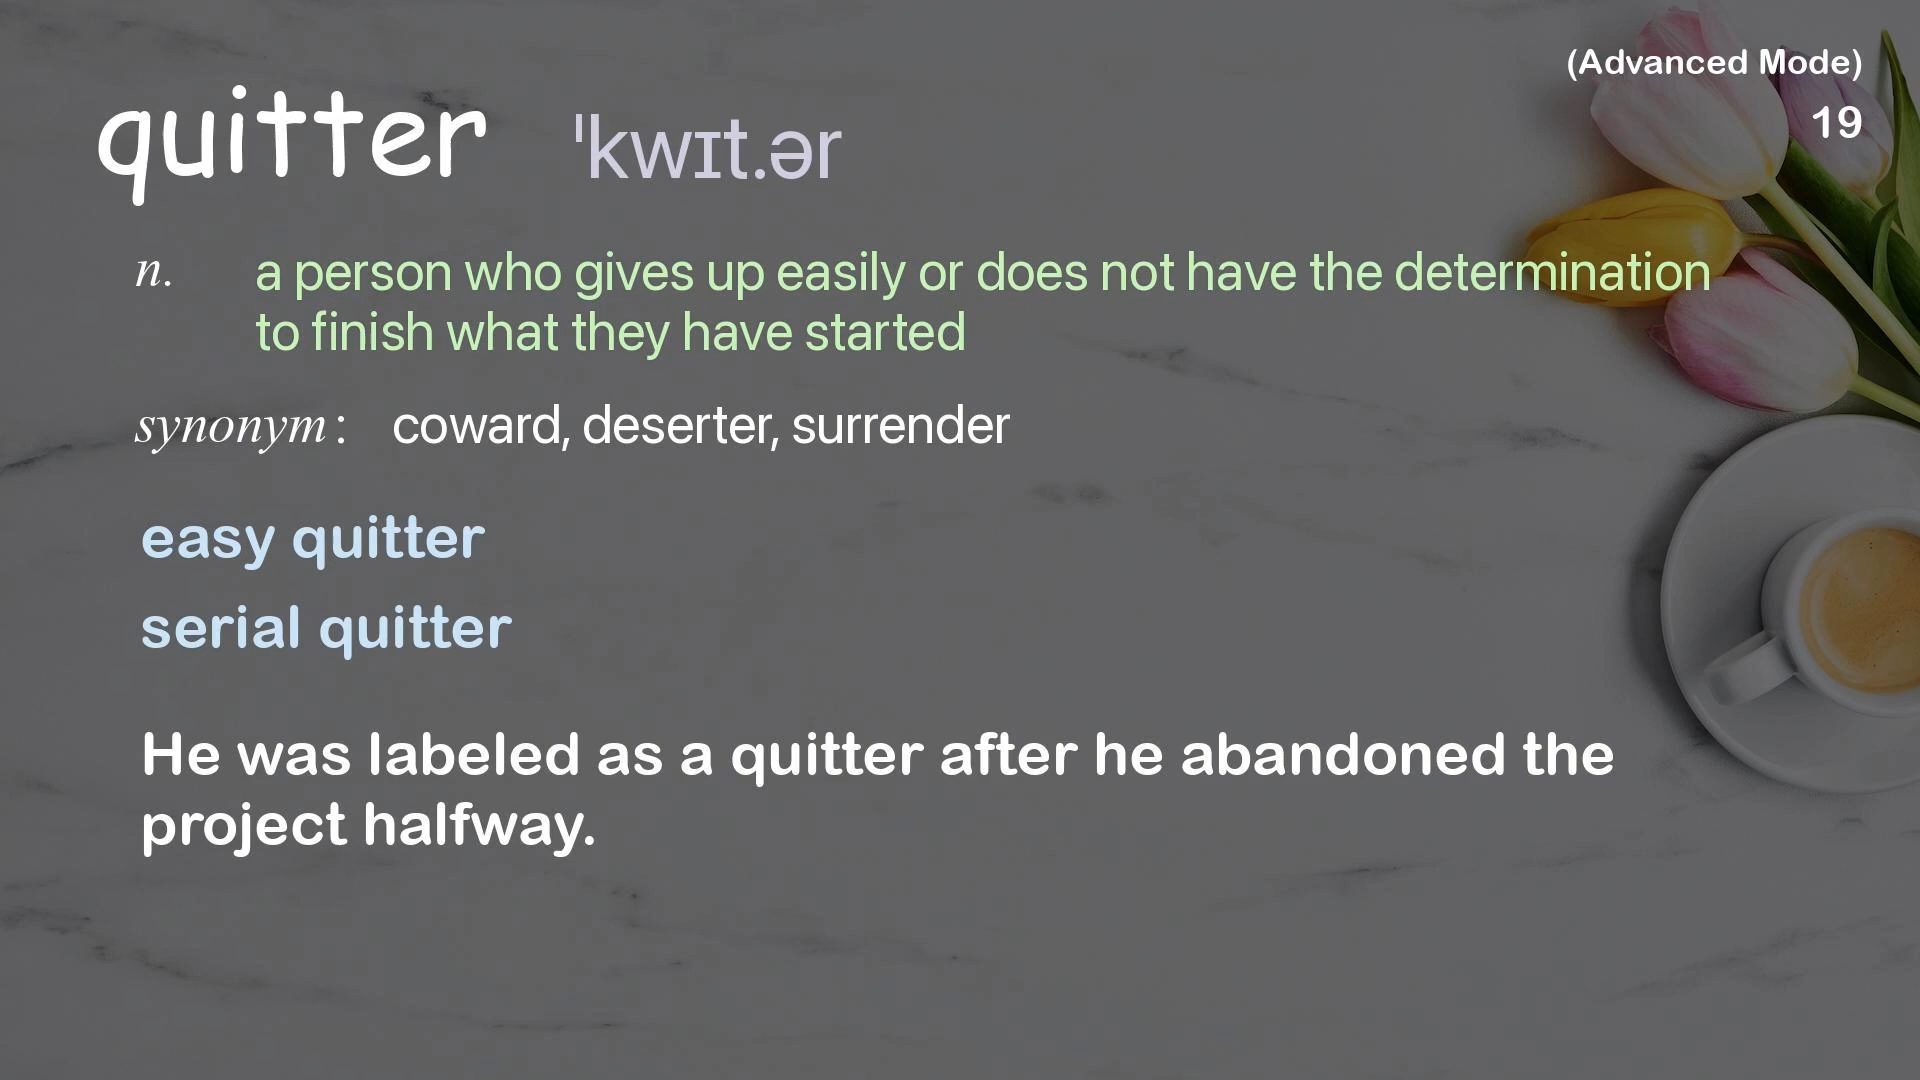 (Advanced Mode)
19
quitter ˈkwɪt.ər
n. a person who gives up easily or does not have the determination
to finish what they have started
synonym: coward, deserter, surrender
easy quitter
serial quitter
He was labeled as a quitter after he abandoned the
project halfway.